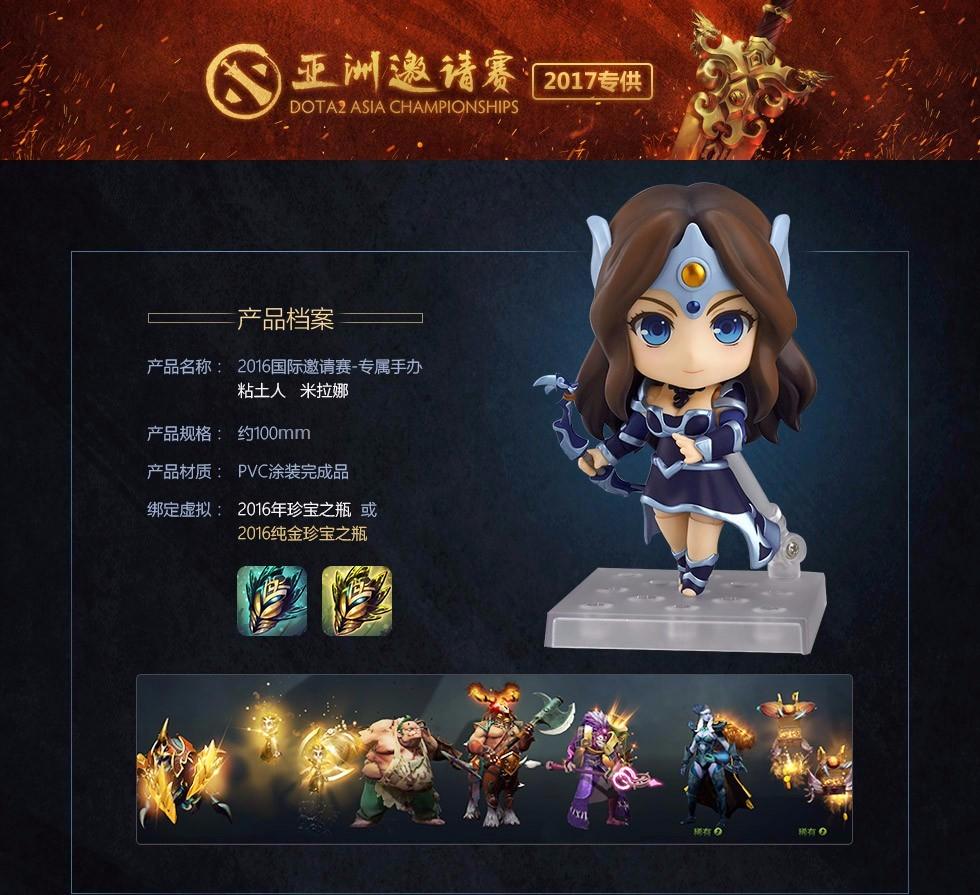 亚洲邀请赛
DOTA2 ASIA CHAMPIONSHIPS
2017专供
产品档案
产品名称： 2016国际邀请赛-专属手办
粘土人 米拉娜
产品规格： 约100mm
产品材质： PVC涂装完成品
绑定虚拟： 2016年珍宝之瓶 或
2016纯金珍宝之瓶
稀有 稀有